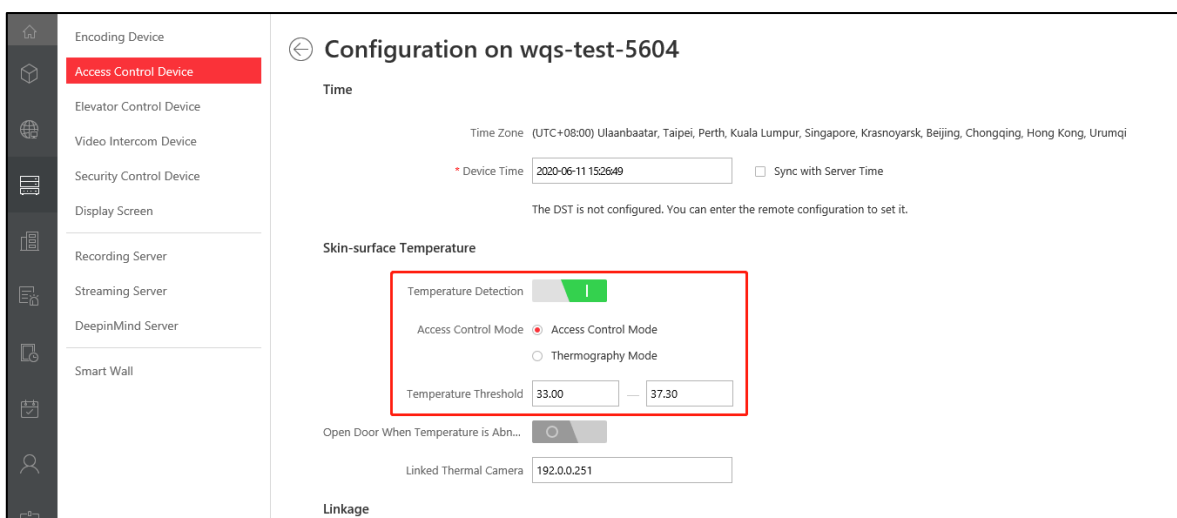 Encoding Device
Access Control Device
Elevator Control Device
Video Intercom Device
Security Control Device
Display Screen
Recording Server
Streaming Server
DeepinMind Server
Smart Wall
Configuration on wqs-test-5604
Time
Time Zone (UTC+08:00) Ulaanbaatar, Taipei, Perth, Kuala Lumpur, Singapore, Krasnoyarsk, Beijing, Chongqing, Hong Kong, Urumqi
* Device Time 2020-06-11 15:26:49 Sync with Server Time
The DST is not configured. You can enter the remote configuration to set it.
Skin-surface Temperature
Temperature Detection
Access Control Mode Access Control Mode
Thermography Mode
Temperature Threshold 33.00 — 37.30
Open Door When Temperature is Abn...
Linked Thermal Camera 192.0.0.251
Linkage